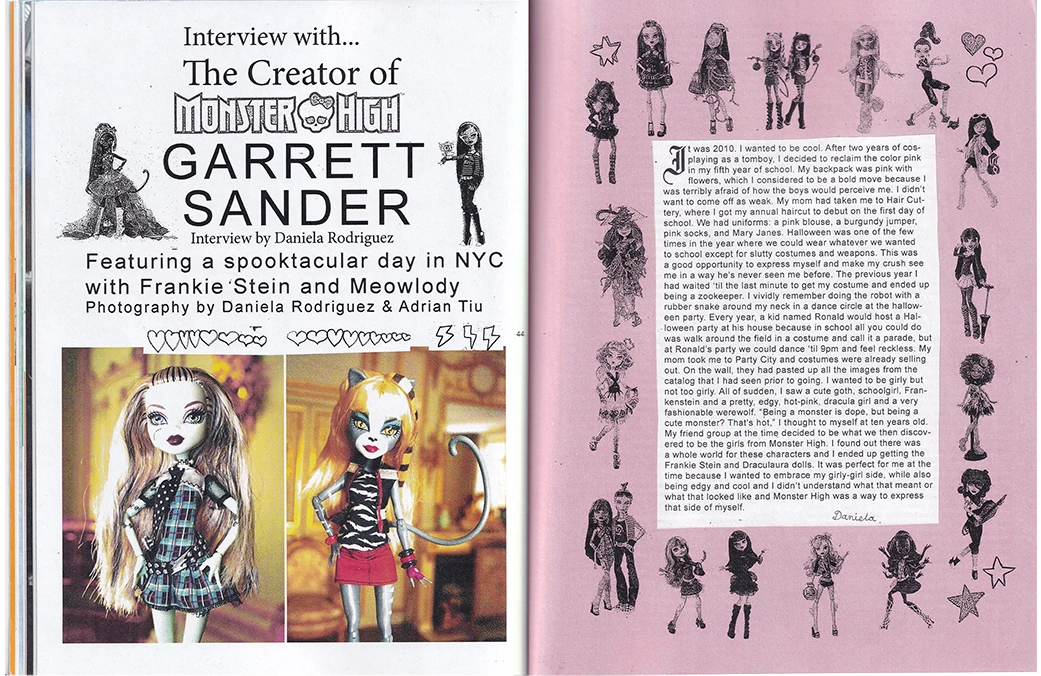 Interview with...
The Creator of
MONSTER HIGH
GARRETT
SANDER
Interview by Daniela Rodriguez
Featuring a spooktacular day in NYC
with Frankie Stein and Meowlody
Photography by Daniela Rodriguez & Adrian Tiu
44
It was 2010. I wanted to be cool. After two years of cos-
playing as a tomboy, I decided to reclaim the color pink
in my fifth year of school. My backpack was pink with
flowers, which I considered to be a bold move because I
was terribly afraid of how the boys would perceive me. I didn't
want to come off as weak. My mom had taken me to Hair Cut-
tery, where I got my annual haircut to debut on the first day of
school. We had uniforms: a pink blouse, a burgundy jumper,
pink socks, and Mary Janes. Halloween was one of the few
times in the year where we could wear whatever we wanted
to school except for slutty costumes and weapons. This was
a good opportunity to express myself and make my crush see
me in a way he's never seen me before. The previous year I
had waited 'til the last minute to get my costume and ended up
being a zookeeper. I vividly remember doing the robot with a
rubber snake around my neck in a dance circle at the hallow-
een party. Every year, a kid named Ronald would host a Hal-
loween party at his house because in school all you could do
was walk around the field in a costume and call it a parade, but
at Ronald's party we could dance 'til 9pm and feel reckless. My
mom took me to Party City and costumes were already selling
out. On the wall, they had pasted up all the images from the
catalog that I had seen prior to going. I wanted to be girly but
not too girly. All of sudden, I saw a cute goth, schoolgirl, Fran-
kenstein and a pretty, edgy, hot-pink, dracula girl and a very
fashionable werewolf. "Being a monster is dope, but being a
cute monster? That's hot," I thought to myself at ten years old.
My friend group at the time decided to be what we then discov-
ered to be the girls from Monster High. I found out there was
a whole world for these characters and I ended up getting the
Frankie Stein and Draculaura dolls. It was perfect for me at the
time because I wanted to embrace my girly-girl side, while also
being edgy and cool and I didn't understand what that meant or
what that looked like and Monster High was a way to express
that side of myself.
Daniela